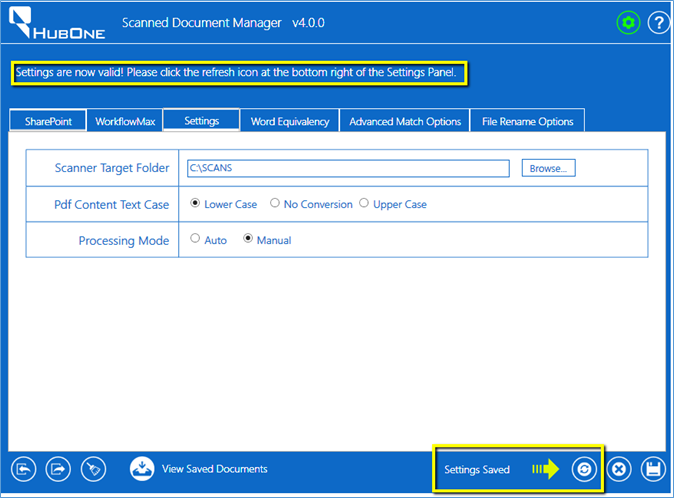 HUBONE Scanned Document Manager v4.0.0 ?
Settings are now valid! Please click the refresh icon at the bottom right of the Settings Panel.
SharePoint WorkflowMax Settings Word Equivalency Advanced Match Options File Rename Options
Scanner Target Folder C:\SCANS Browse...
Pdf Content Text Case Lower Case No Conversion Upper Case
Processing Mode Auto Manual
View Saved Documents Settings Saved